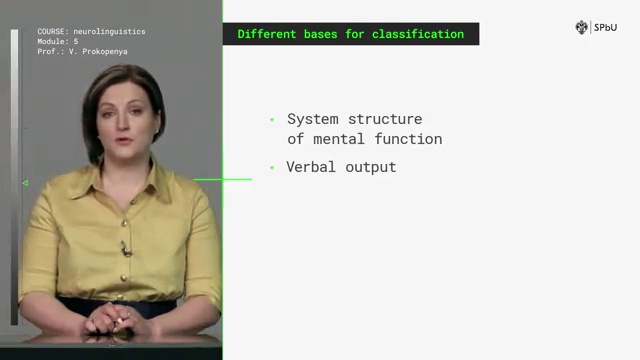 COURSE: neurolinguistics
Module: 5
Prof.: V. Prokopenya
Different bases for classification
SPbU
System structure
of mental function
Verbal output